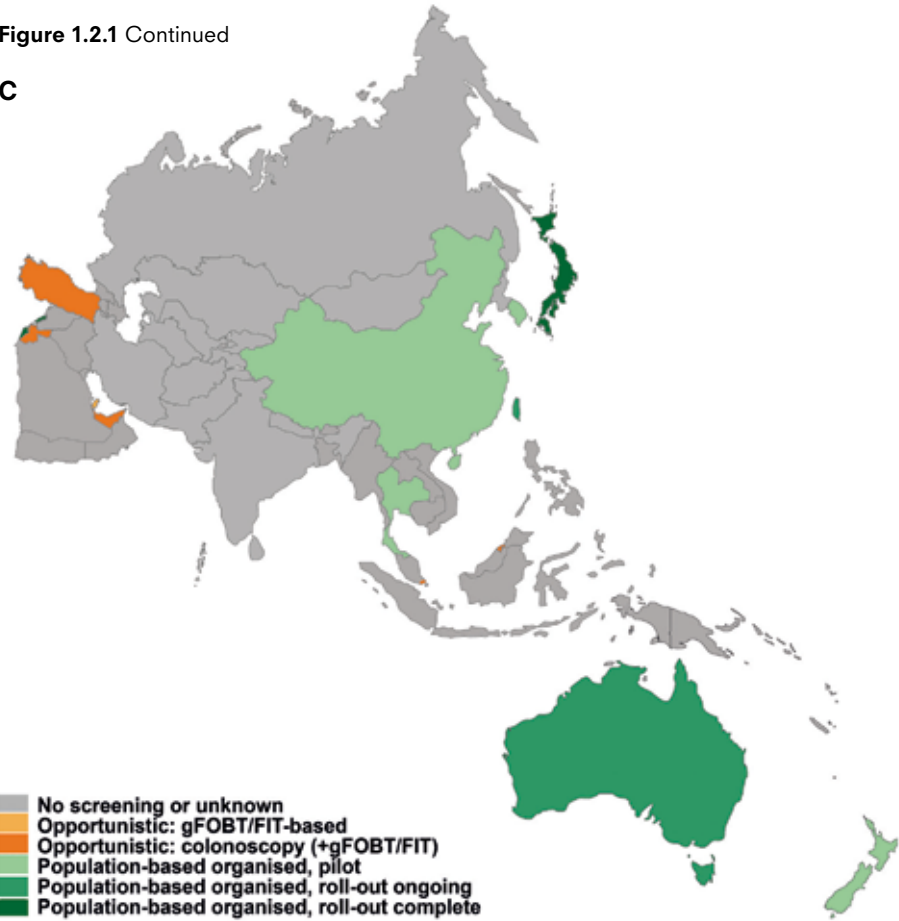 Figure 1.2.1 Continued
C
No screening or unknown
Opportunistic: gFOBT/FIT-based
Opportunistic: colonoscopy (+gFOBT/FIT)
Population-based organised, pilot
Population-based organised, roll-out ongoing
Population-based organised, roll-out complete